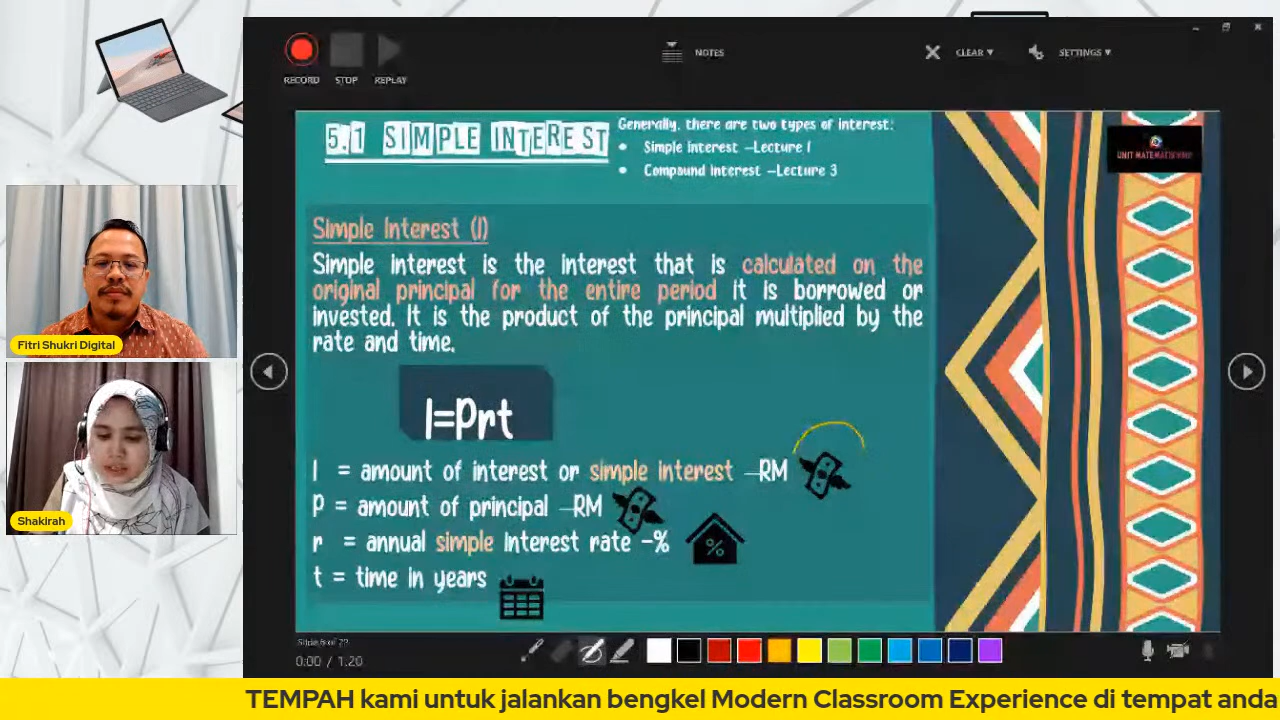 RECORD
STOP
REPLAY
NOTES
CLEAR
SETTINGS
5.1 SIMPLE INTEREST
Generally, there are two types of interest:
• Simple interest –Lecture 1
• Compound interest –Lecture 3
UNIT MATEMATIK
Simple Interest (I)
Simple interest is the interest that is calculated on the
original principal for the entire period it is borrowed or
invested. It is the product of the principal multiplied by the
rate and time.
I=Prt
I = amount of interest or simple interest –RM
P = amount of principal –RM
r = annual simple interest rate -%
%
t = time in years
Fitri Shukri Digital
Shakirah
0:00 / 1:20
TEMPAH kami untuk jalankan bengkel Modern Classroom Experience di tempat anda